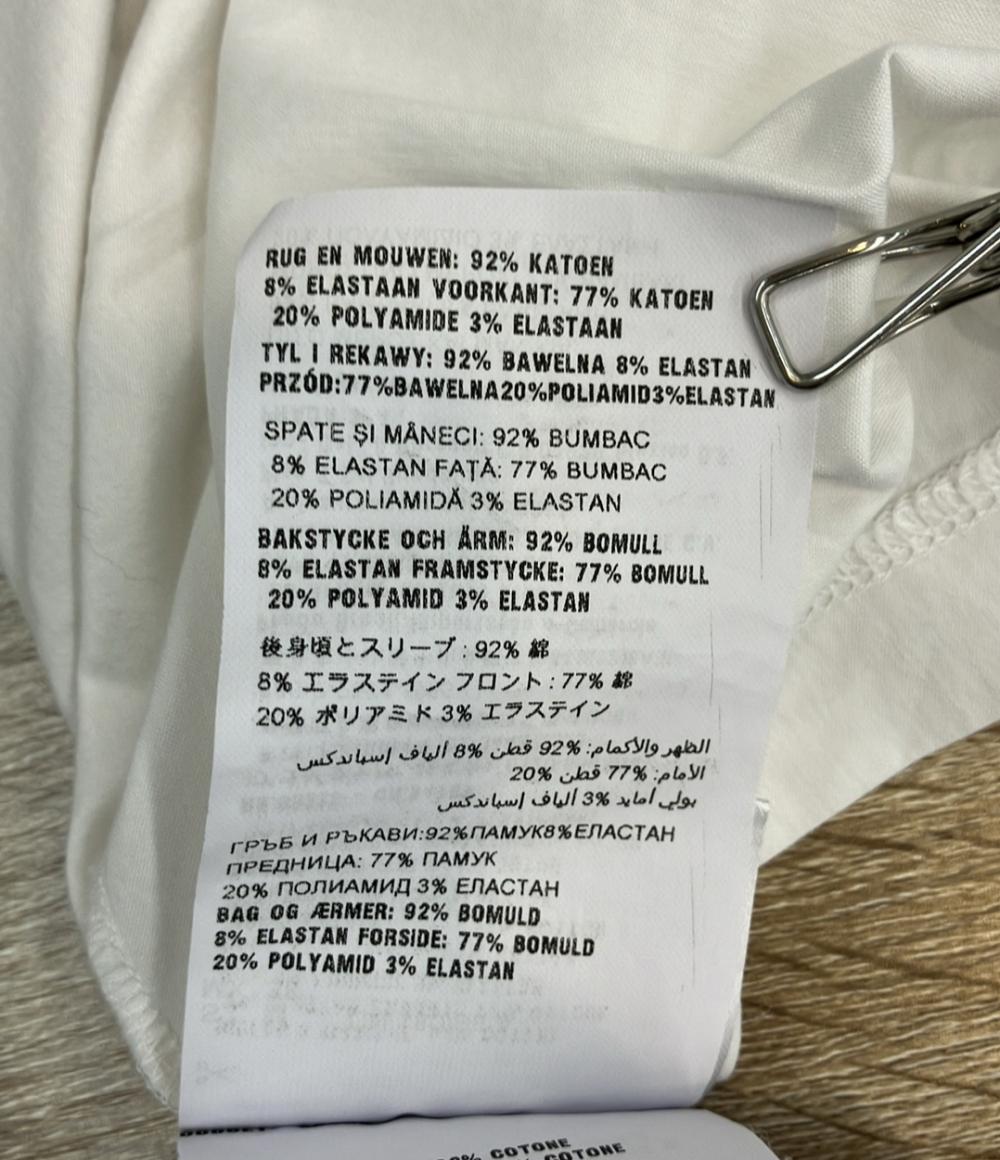 RUG EN MOUWEN: 92% KATOEN
8% ELASTAAN VOORKANT: 77% KATOEN
20% POLYAMIDE 3% ELASTAAN
TYL I REKAWY: 92% BAWELNA 8% ELASTAN
PRZÓD:77%BAWELNA20%POLIAMID3%ELASTAN
SPATE ȘI MÂNECI: 92% BUMBAC
8% ELASTAN FAȚĂ: 77% BUMBAC
20% POLIAMIDĂ 3% ELASTAN
BAKSTYCKE OCH ÄRM: 92% BOMULL
8% ELASTAN FRAMSTYCKE: 77% BOMULL
20% POLYAMID 3% ELASTAN
後身頃とスリーブ : 92% 綿
8% エラステイン フロント : 77% 綿
20% ポリアミド 3% エラステイン
الظهر والأكمام: %92 قطن %8 ألياف إسباندكس
الأمام: %77 قطن %20
بولي أمايد %3 ألياف إسباندكس
ГРЪБ И РЪКАВИ:92%ПАМУК8%ЕЛАСТАН
ПРЕДНИЦА: 77% ПАМУК
20% ПОЛИАМИД 3% ЕЛАСТАН
BAG OG ÆRMER: 92% BOMULD
8% ELASTAN FORSIDE: 77% BOMULD
20% POLYAMID 3% ELASTAN
COTONE
COTONE